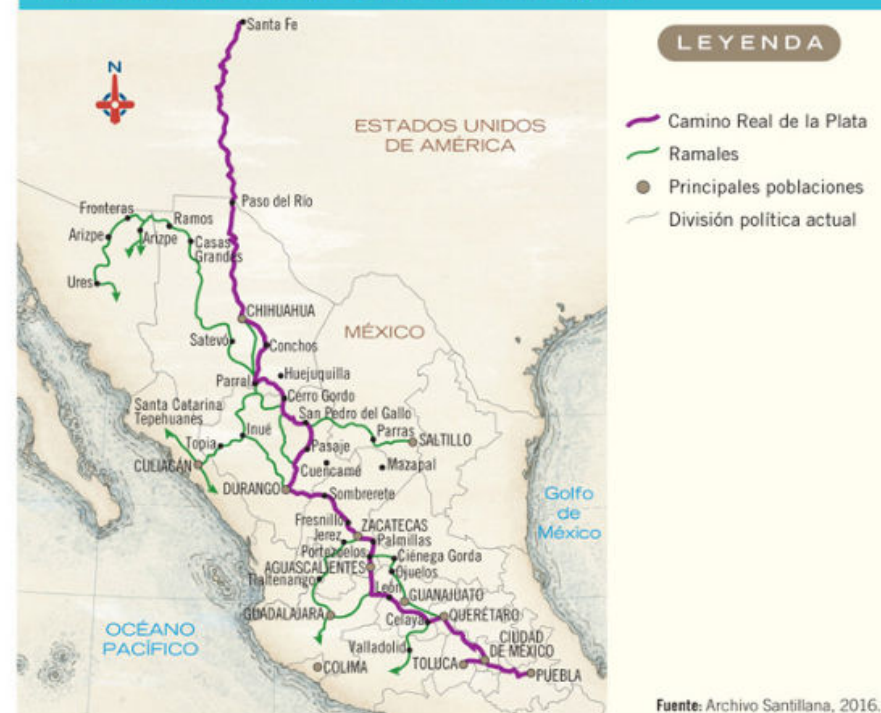 Santa Fe
LEYENDA
N
Camino Real de la Plata
ESTADOS UNIDOS
DE AMÉRICA
Ramales
Principales poblaciones
División política actual
Paso del Río
Fronteras
Ramos
Arizpe
Arizpe
Casas
Grandes
Ures
CHIHUAHUA
MÉXICO
Satevó
Conchos
Huejuquilla
Parral
Cerro Gordo
Santa Catarina
Tepehuanes
San Pedro del Gallo
Inué
Parras
Topia
SALTILLO
Pasaje
CULIACÁN
Cuencamé
Mazapal
DURANGO
Sombrerete
Golfo
de
México
Fresnillo
ZACATECAS
Jerez
Palmillas
Portezuelos
Ciénega Gorda
AGUASCALIENTES
Ojuelos
Tlaltenango
León
GUANAJUATO
GUADALAJARA
QUERÉTARO
Celaya
OCÉANO
PACÍFICO
CIUDAD
DE MÉXICO
Valladolid
TOLUCA
COLIMA
PUEBLA
Fuente: Archivo Santillana, 2016.